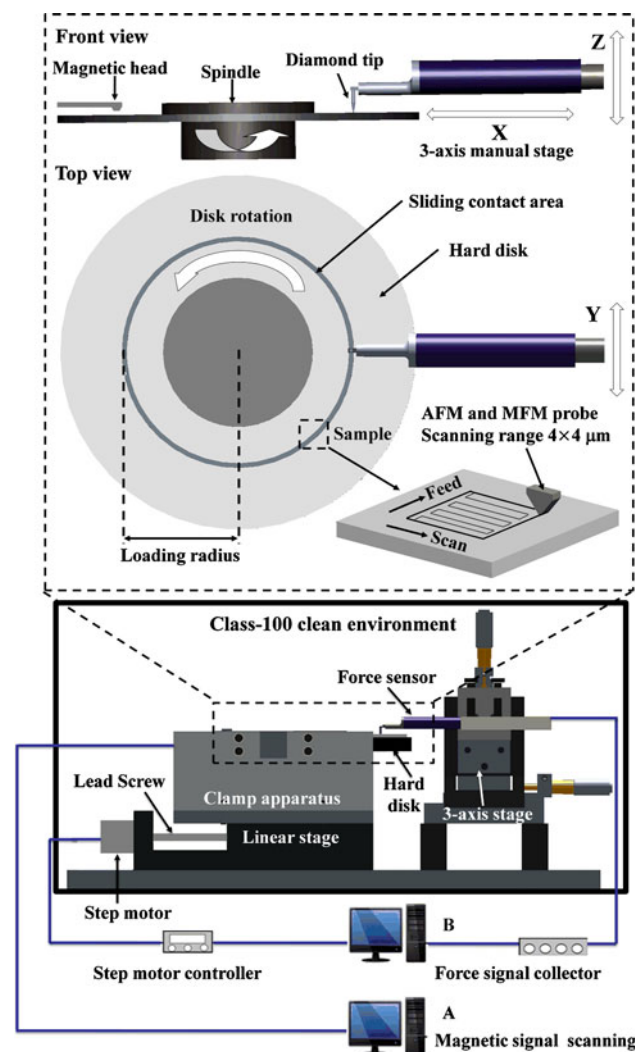 Front view
Magnetic head
Spindle
Diamond tip
Z
X
3-axis manual stage
Top view
Disk rotation
Sliding contact area
Hard disk
Y
Sample
AFM and MFM probe
Scanning range 4×4 μm
Feed
Scan
Loading radius
Class-100 clean environment
Force sensor
Hard
disk
Lead Screw
Clamp apparatus
3-axis stage
Linear stage
Step motor
B
Step motor controller
Force signal collector
A
Magnetic signal scanning